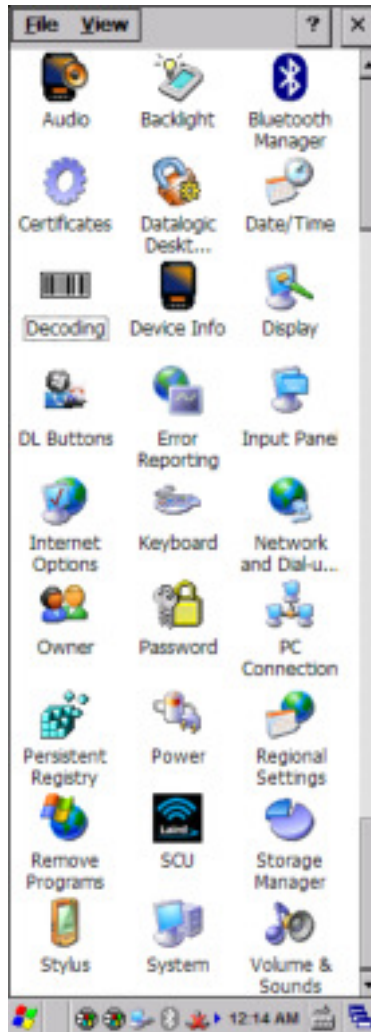 File View ? ×
Audio Backlight Bluetooth
Manager
Certificates Datalogic Date/Time
Deskt...
Decoding Device Info Display
DL Buttons Error Input Panel
Reporting
Internet Keyboard Network
Options and Dial-u...
Owner Password PC
Connection
Persistent Power Regional
Registry Settings
Laird
Remove SCU Storage
Programs Manager
Stylus System Volume &
Sounds
12:14 AM